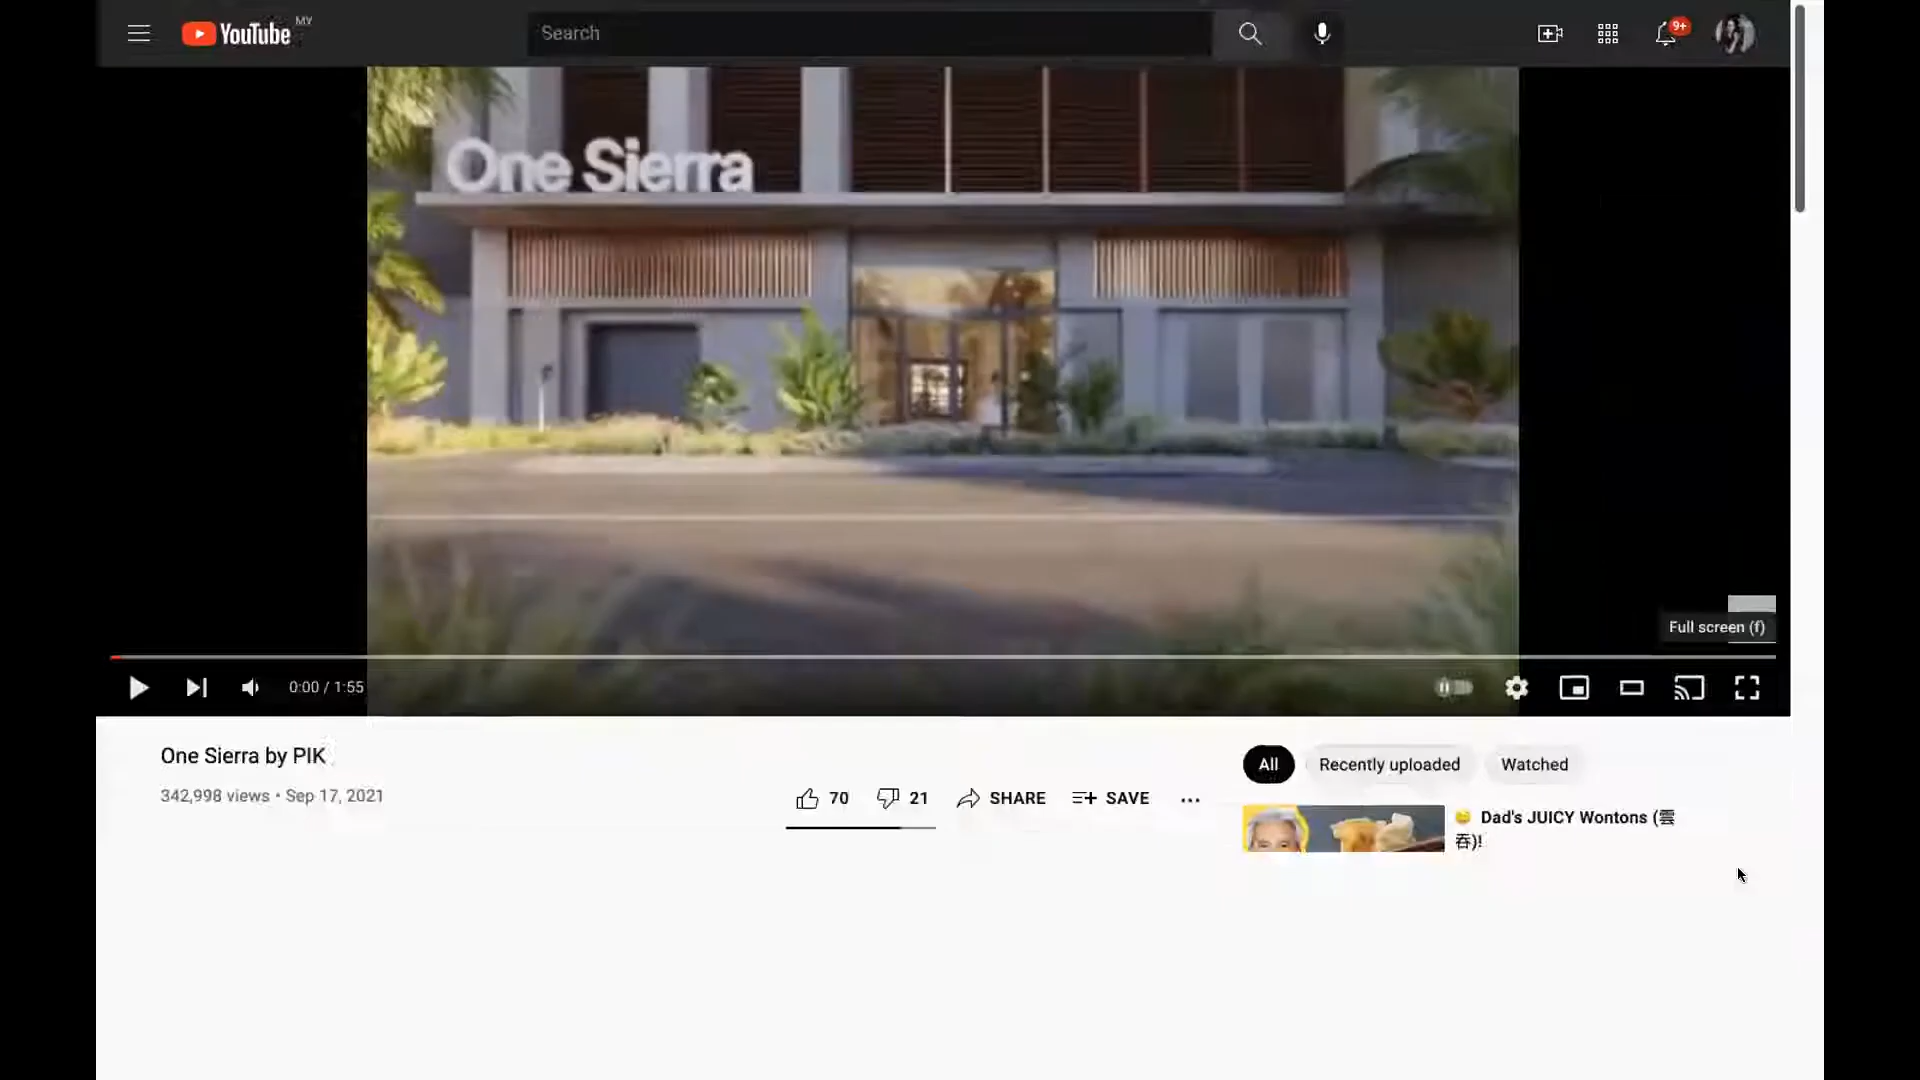 YouTube MY
Search
9+
One Sierra
Full screen (f)
0:00 / 1:55
One Sierra by PIK
342,998 views • Sep 17, 2021
70
21
SHARE
SAVE
...
All
Recently uploaded
Watched
😊 Dad's JUICY Wontons (雲
吞)!